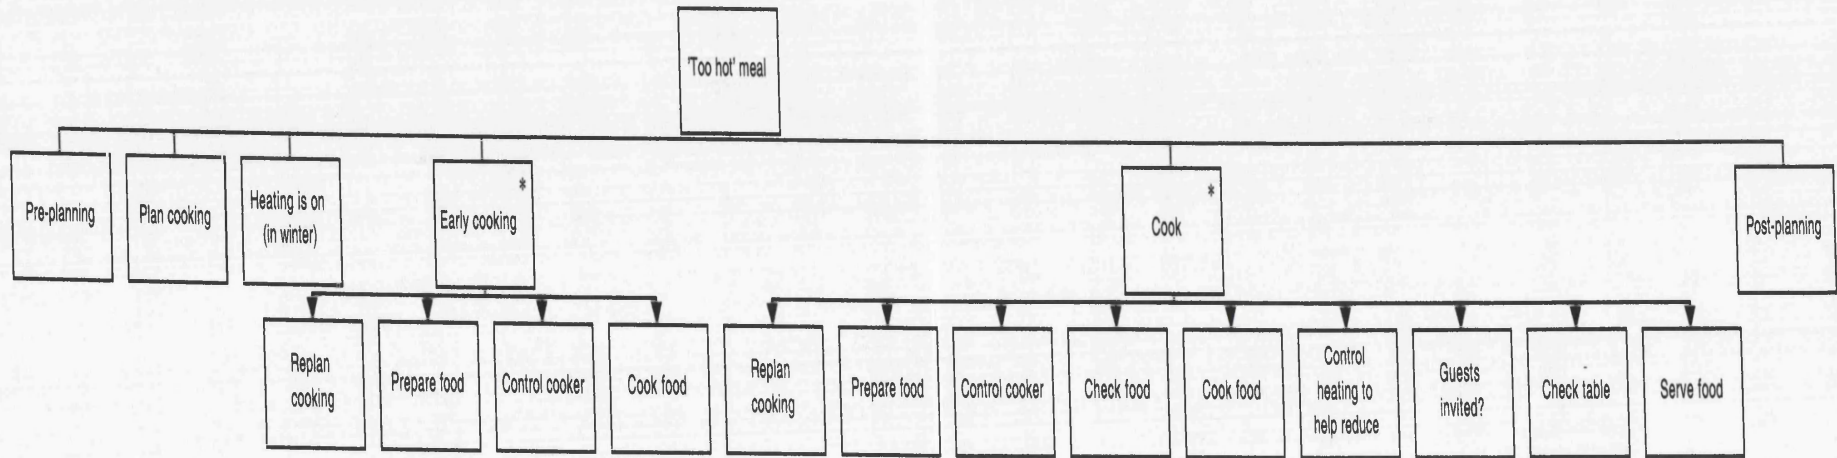 'Too hot' meal
Pre-planning
Plan cooking
Heating is on
(in winter)
*
Early cooking
*
Cook
Post-planning
Replan
cooking
Prepare food
Control cooker
Cook food
Replan
cooking
Prepare food
Control cooker
Check food
Cook food
Control
heating to
help reduce
Guests
invited?
Check table
Serve food